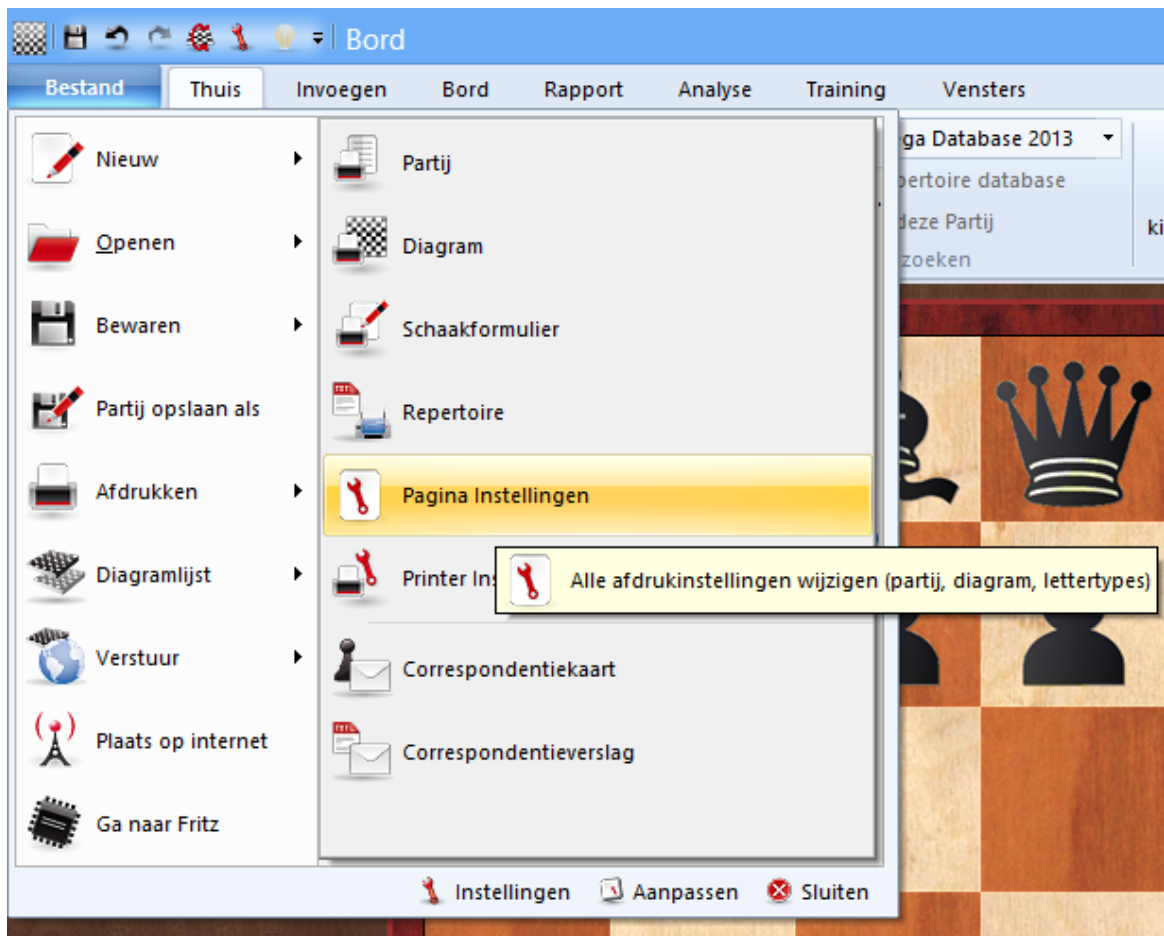 Bord
Bestand Thuis Invoegen Bord Rapport Analyse Training Vensters
Nieuw
Openen
Bewaren
Partij opslaan als
Afdrukken
Diagramlijst
Verstuur
Plaats op internet
Ga naar Fritz
Partij
Diagram
Schaakformulier
Repertoire
Pagina Instellingen
Printer Ins
Alle afdrukinstellingen wijzigen (partij, diagram, lettertypes)
Correspondentiekaart
Correspondentieverslag
ga Database 2013
pertoire database
deze Partij
zoeken
ki
Instellingen Aanpassen Sluiten